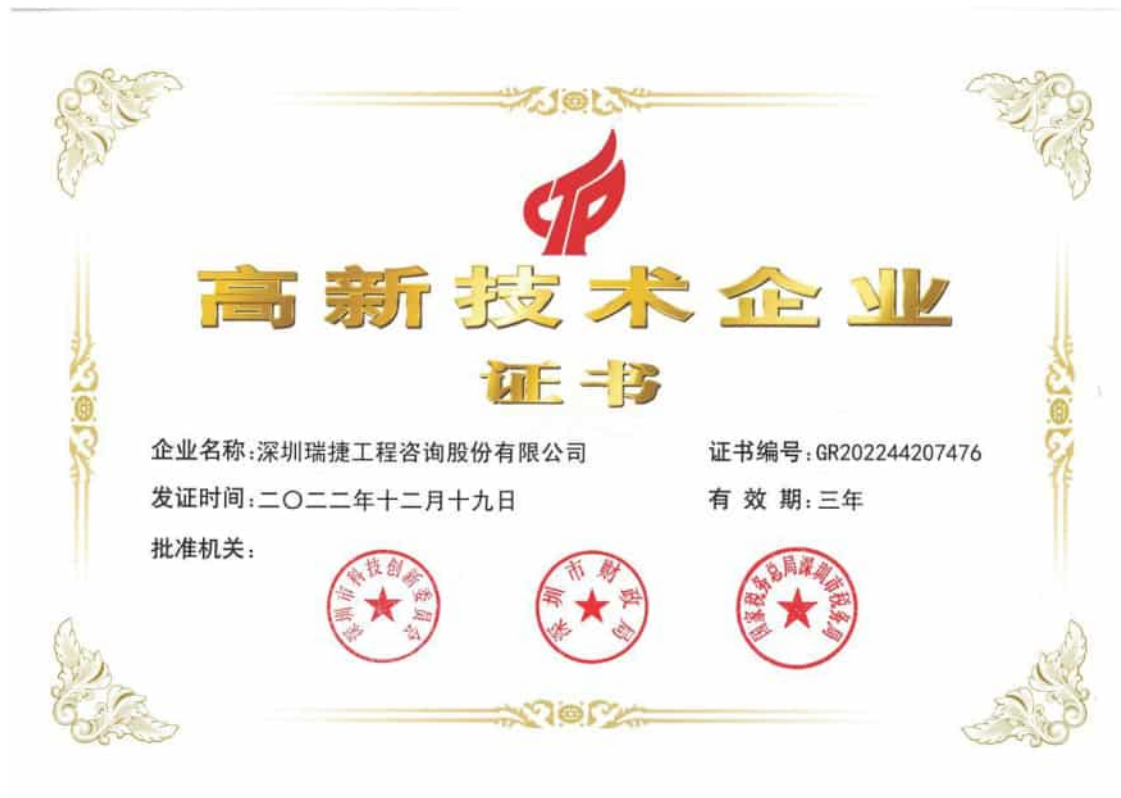 CTP
高新技术企业
证书
企业名称:深圳瑞捷工程咨询股份有限公司
证书编号:GR202244207476
发证时间:二〇二二年十二月十九日
有 效 期:三年
批准机关:
深圳市科技创新委员会
深圳市财政局
国家税务总局深圳市税务局